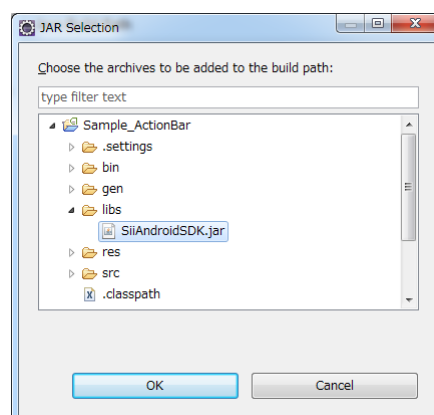 JAR Selection
Choose the archives to be added to the build path:
type filter text
Sample_ActionBar
.settings
bin
gen
libs
SiiAndroidSDK.jar
res
src
.classpath
OK
Cancel